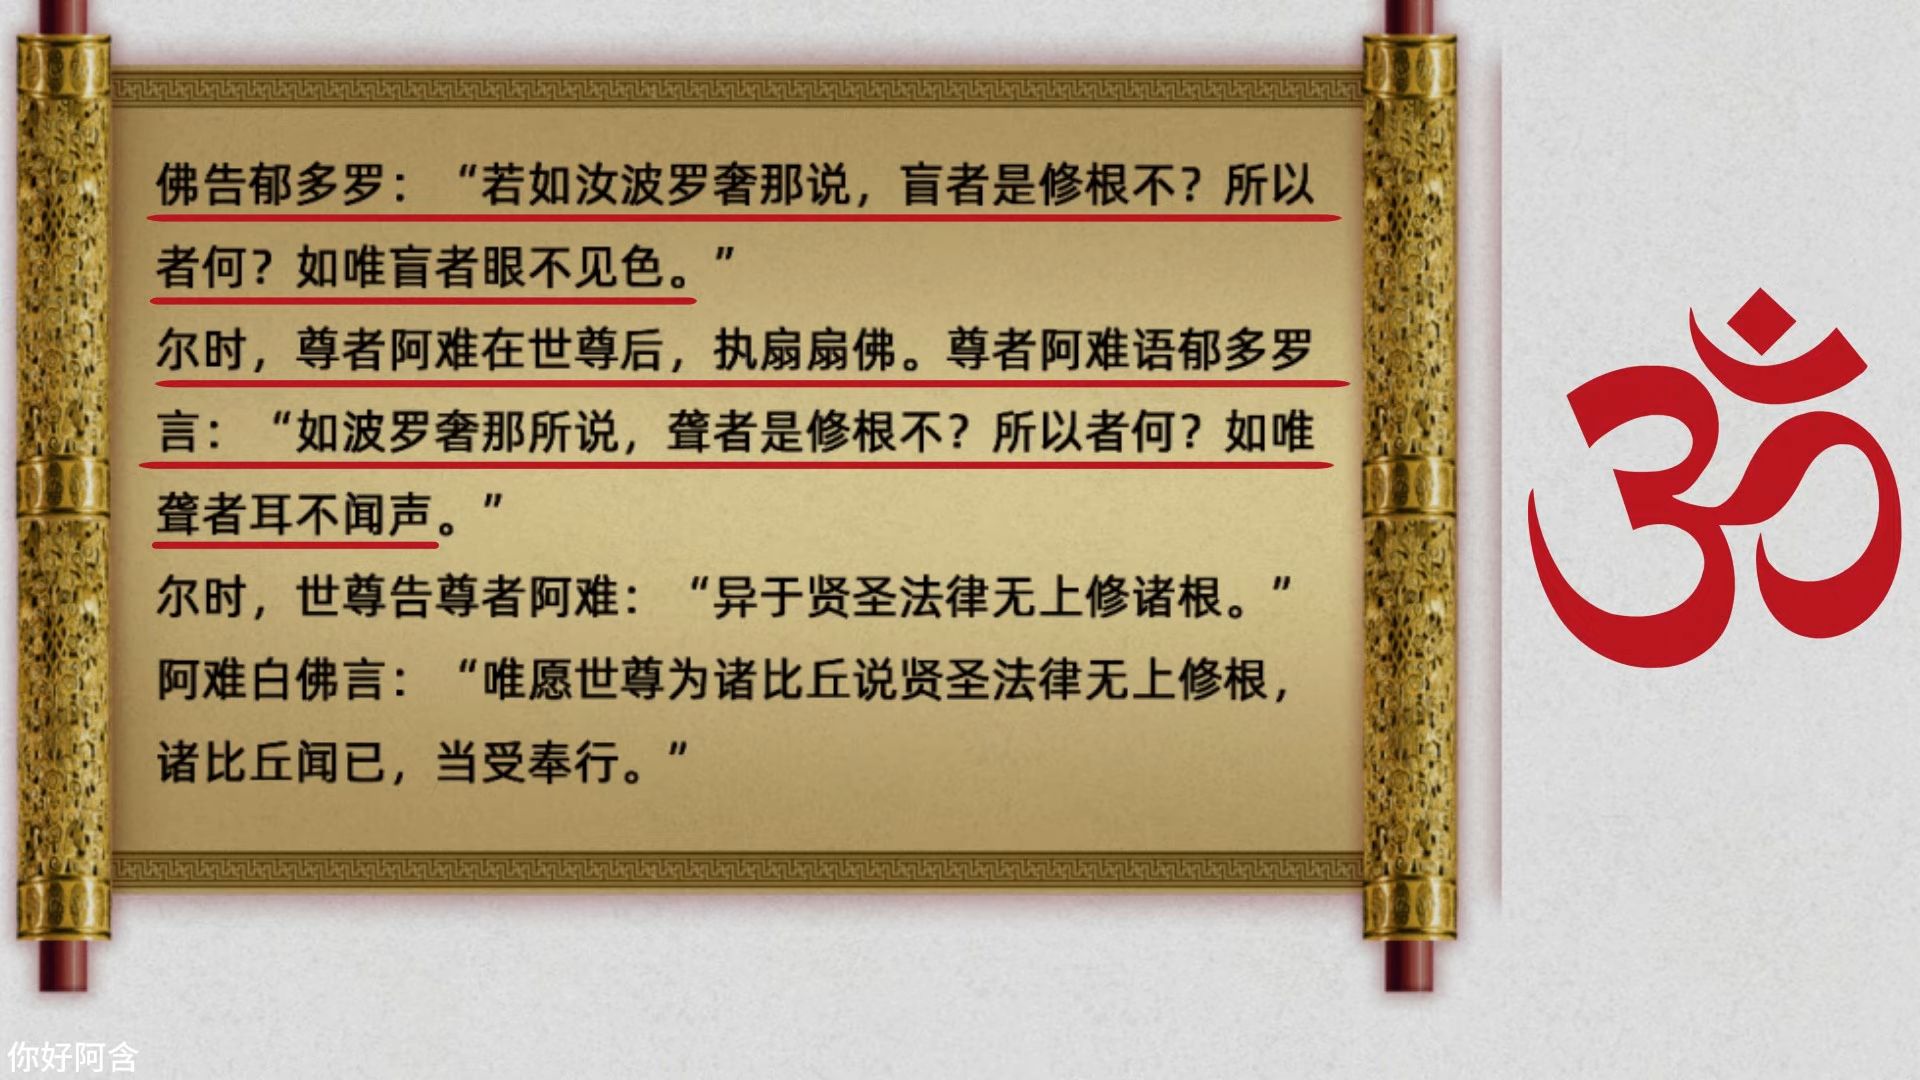 佛告郁多罗：“若如汝波罗奢那说，盲者是修根不？所以
者何？如唯盲者眼不见色。”
尔时，尊者阿难在世尊后，执扇扇佛。尊者阿难语郁多罗
言：“如波罗奢那所说，聋者是修根不？所以者何？如唯
聋者耳不闻声。”
尔时，世尊告尊者阿难：“异于贤圣法律无上修诸根。”
阿难白佛言：“唯愿世尊为诸比丘说贤圣法律无上修根，
诸比丘闻已，当受奉行。”
ॐ
你好阿含